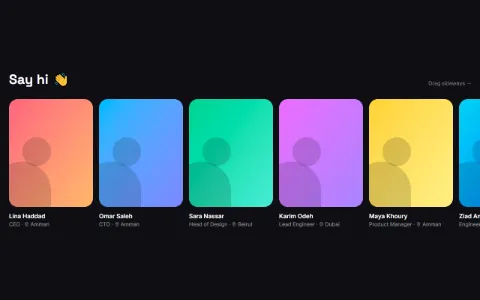 Say hi 👋
Drag sideways
Lina Haddad
CEO · Amman
Omar Saleh
CTO · Amman
Sara Nassar
Head of Design · Beirut
Karim Odeh
Lead Engineer · Dubai
Maya Khoury
Product Manager · Amman
Ziad